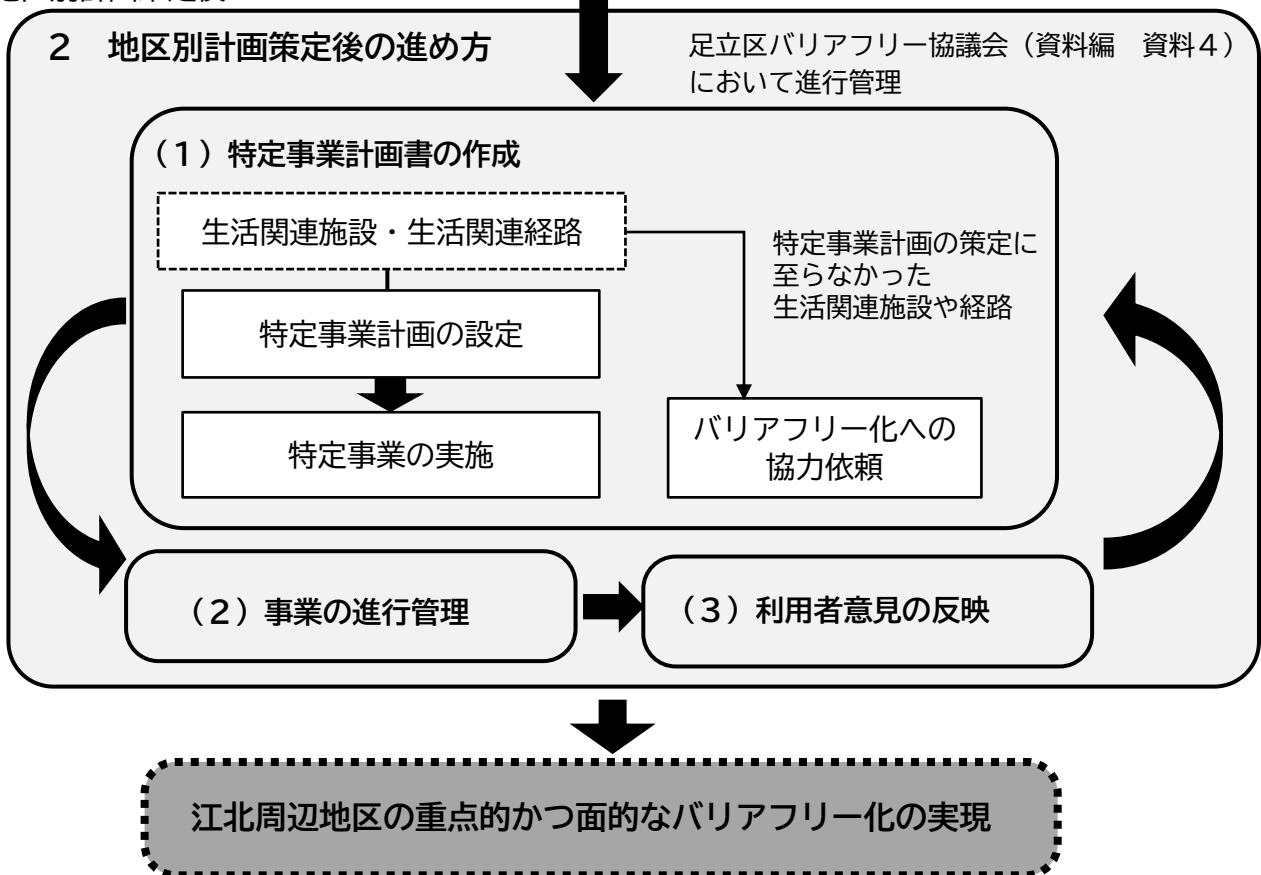 ２　地区別計画策定後の進め方
足立区バリアフリー協議会（資料編　資料４）
において進行管理
（１）特定事業計画書の作成
生活関連施設・生活関連経路
特定事業計画の策定に
至らなかった
生活関連施設や経路
特定事業計画の設定
特定事業の実施
バリアフリー化への
協力依頼
（２）事業の進行管理
（３）利用者意見の反映
江北周辺地区の重点的かつ面的なバリアフリー化の実現